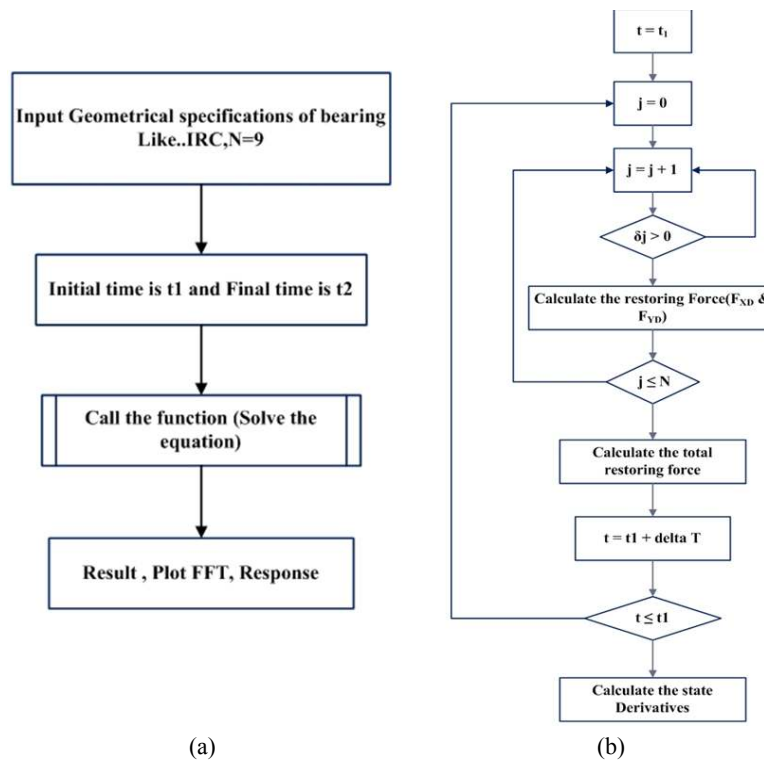 Input Geometrical specifications of bearing
Like..IRC,N=9
Initial time is t1 and Final time is t2
Call the function (Solve the
equation)
Result , Plot FFT, Response
(a)
t = t₁
j = 0
j = j + 1
δj > 0
Calculate the restoring Force(F_XD &
F_YD)
j ≤ N
Calculate the total
restoring force
t = t1 + delta T
t ≤ t1
Calculate the state
Derivatives
(b)